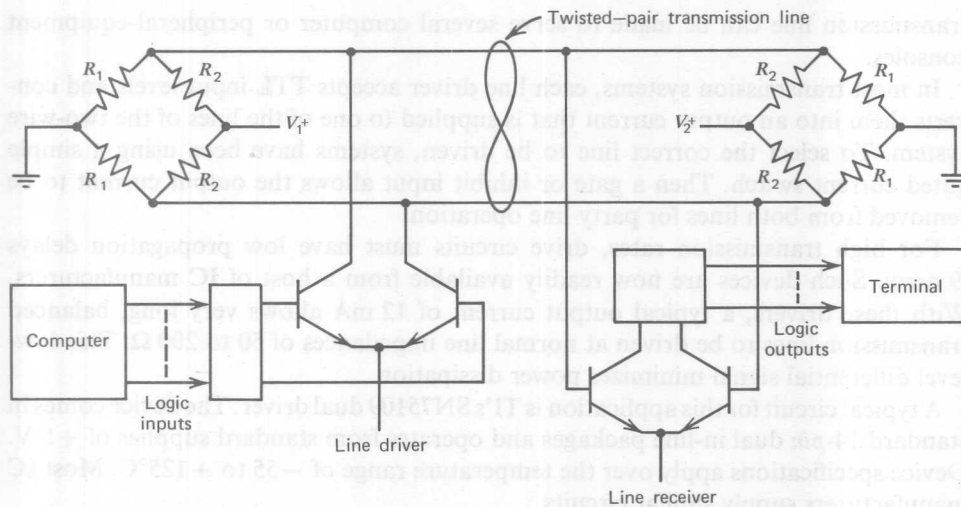 transmission line can be made to serve several computer or peripheral-equipment
consoles.
In most transmission systems, each line driver accepts TTL input levels and con-
verts them into an output current that is applied to one of the lines of the two-wire
system. To select the correct line to be driven, systems have been using a simple
gated current switch. Then a gate or inhibit input allows the output current to be
removed from both lines for party line operation.
For high transmission rates, drive circuits must have low propagation delays
Such devices are now readily available from a host of IC manufacturers.
With these drivers, a typical output current of 12 mA allows very long, balanced
transmission lines to be driven at normal line impedances of 50 to 200 Ω.
level differential signal minimizes power dissipation.
A typical circuit for this application is TI's SN75109 dual driver. The device comes in
standard 14-pin dual in-line packages and operates from standard supplies of ±5 V.
Device specifications apply over the temperature range of −55 to +125°C. Most IC
manufacturers supply circuits
Twisted-pair transmission line
R1
R2
R1
R2
V1+
R2
R1
R2
R1
V2+
Computer
Logic
inputs
Line driver
Line receiver
Logic
outputs
Terminal